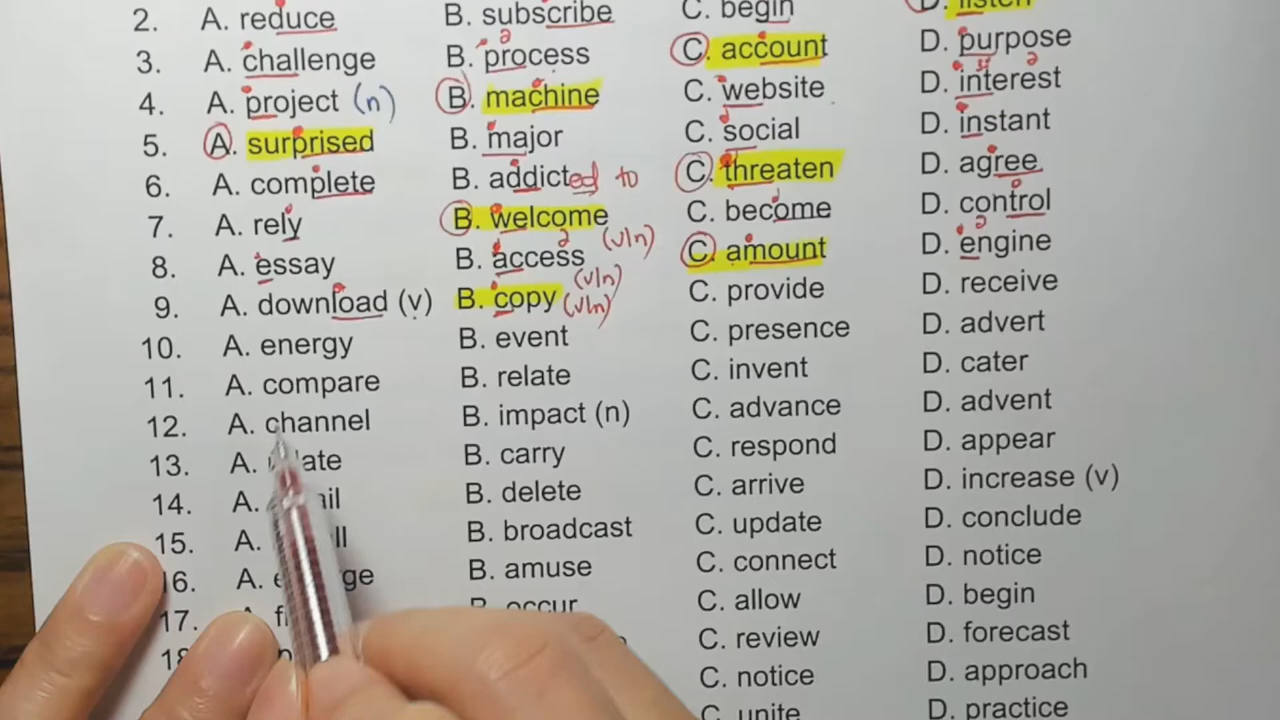 2. A. reduce B. subscribe C. begin D. listen
3. A. challenge B. process C. account D. purpose
4. A. project (n) B. machine C. website D. interest
5. A. surprised B. major C. social D. instant
6. A. complete B. addicted to C. threaten D. agree
7. A. rely B. welcome C. become D. control
8. A. essay B. access (v/n) C. amount D. engine
9. A. download (v) B. copy (v/n) (v/n) C. provide D. receive
10. A. energy B. event C. presence D. advert
11. A. compare B. relate C. invent D. cater
12. A. channel B. impact (n) C. advance D. advent
13. A. B. carry C. respond D. appear
14. A. B. delete C. arrive D. increase (v)
15. A. B. broadcast C. update D. conclude
16. A. B. amuse C. connect D. notice
17. B. occur C. allow D. begin
C. review D. forecast
C. notice D. approach
C. unite D. practice